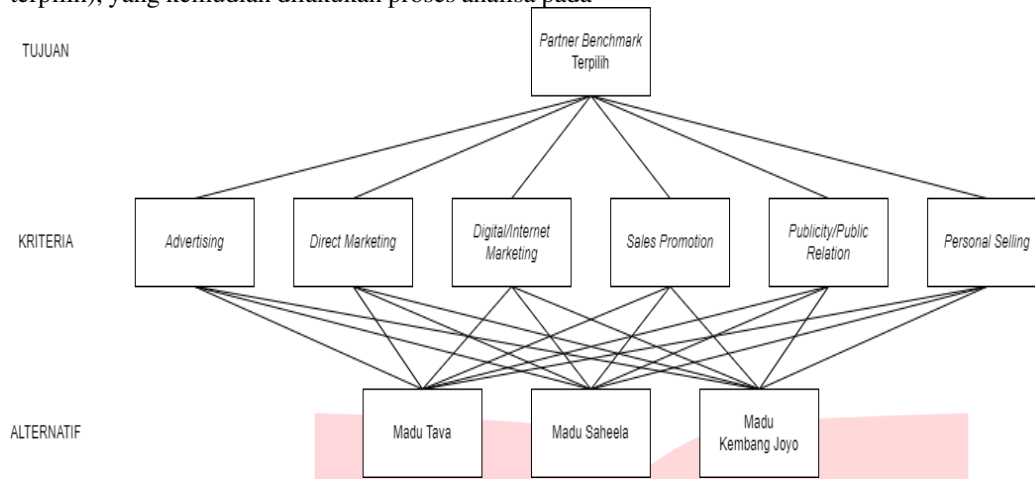 terpilih), yang kemudian dilakukan proses analisa pada
TUJUAN
Partner Benchmark
Terpilih
KRITERIA
Advertising
Direct Marketing
Digital/Internet
Marketing
Sales Promotion
Publicity/Public
Relation
Personal Selling
ALTERNATIF
Madu Tava
Madu Saheela
Madu
Kembang Joyo